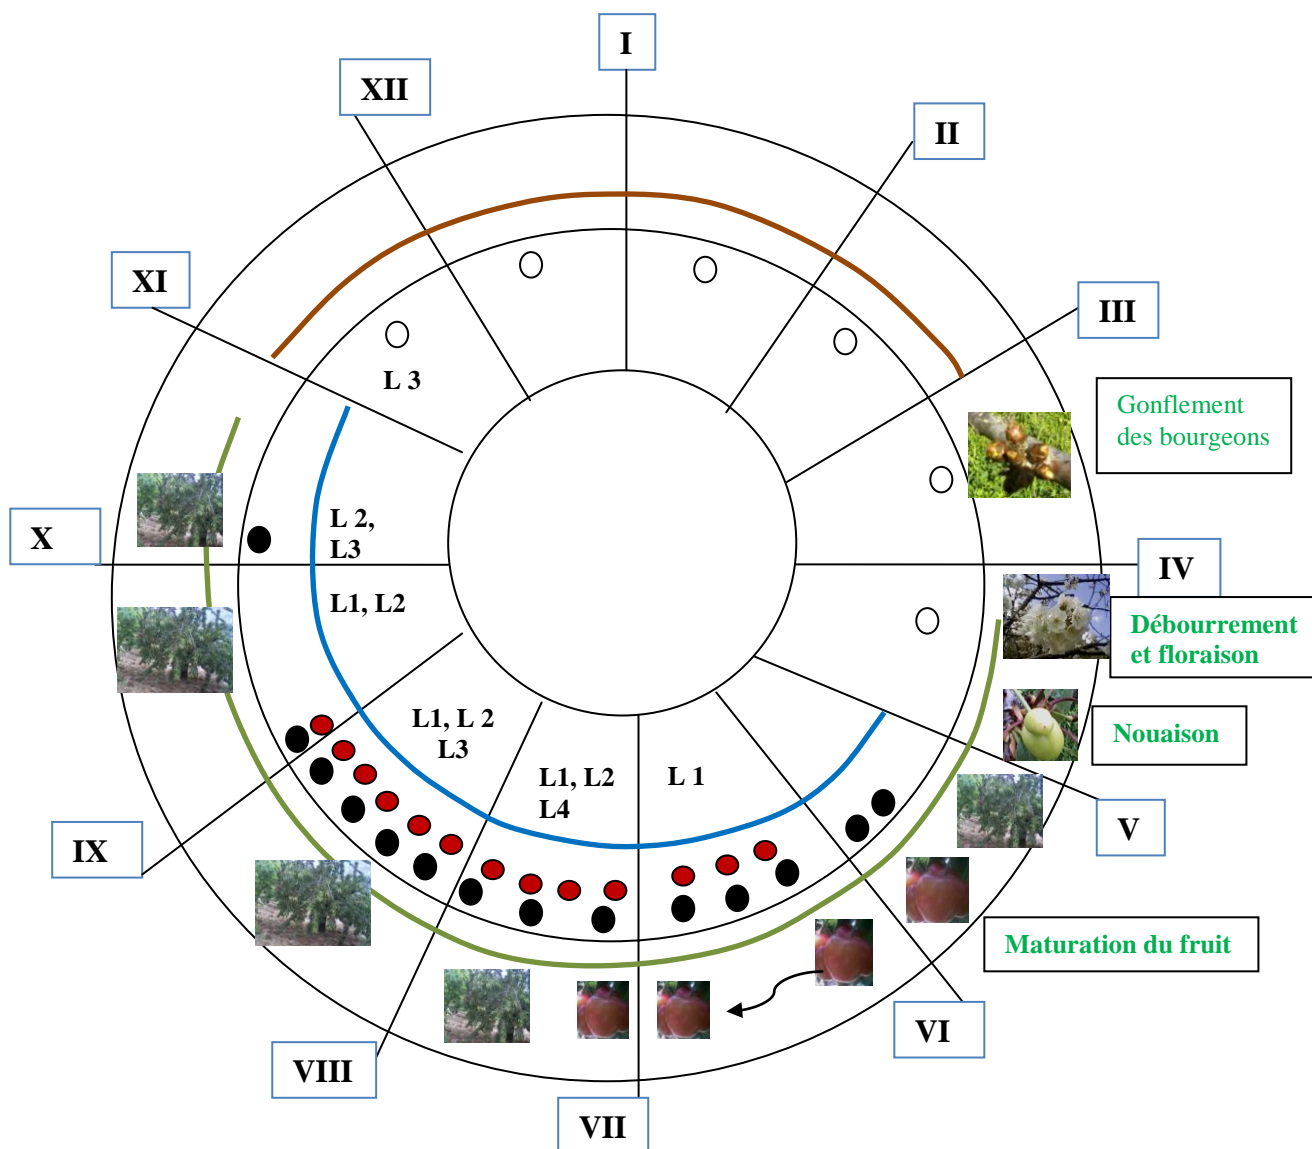 I
XII
II
XI
III
L 3
Gonflement
des bourgeons
X
L 2,
L3
IV
L1, L2
Débourrement
et floraison
L1, L 2
L3
Nouaison
L1, L2
L4
L 1
IX
V
Maturation du fruit
VI
VIII
VII